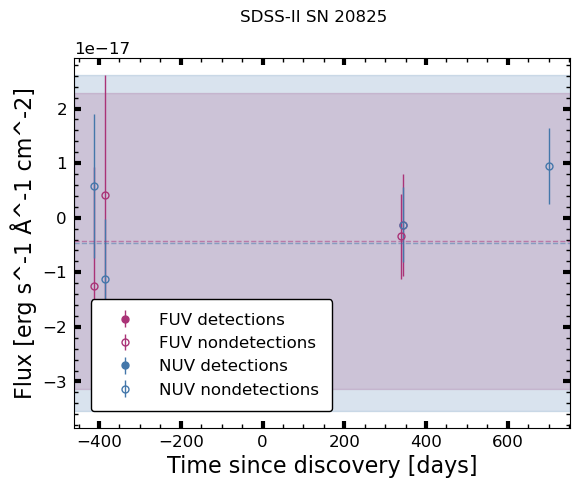 SDSS-II SN 20825
1e−17
2
1
0
−1
−2
−3
Flux [erg s^-1 Å^-1 cm^-2]
FUV detections
FUV nondetections
NUV detections
NUV nondetections
−400 −200 0 200 400 600
Time since discovery [days]